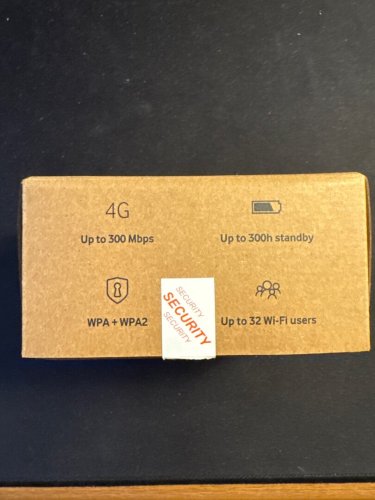 4G
Up to 300 Mbps
Up to 300h standby
WPA + WPA2
SECURITY
SECURITY
SECURITY
Up to 32 Wi-Fi users